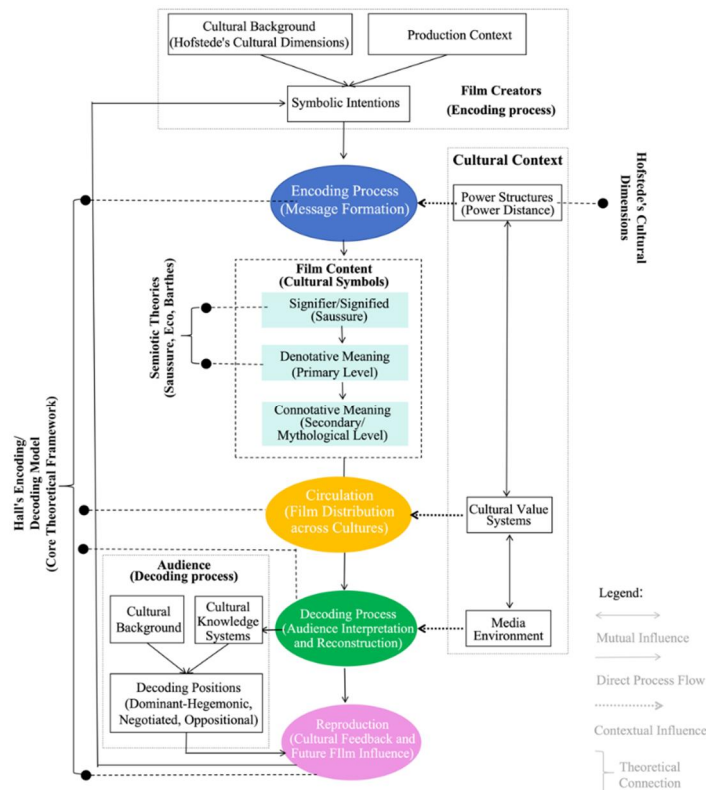 Cultural Background
(Hofstede's Cultural Dimensions)
Production Context
Symbolic Intentions
Film Creators
(Encoding process)
Cultural Context
Hofstede's Cultural
Dimensions
Encoding Process
(Message Formation)
Power Structures
(Power Distance)
Film Content
(Cultural Symbols)
Signifier/Signified
(Saussure)
Semiotic Theories
(Saussure, Eco, Barthes)
Denotative Meaning
(Primary Level)
Connotative Meaning
(Secondary/
Mythological Level)
Hall's Encoding/
Decoding Model
(Core Theoretical Framework)
Circulation
(Film Distribution
across Cultures)
Cultural Value
Systems
Audience
(Decoding process)
Cultural
Background
Cultural
Knowledge
Systems
Decoding Process
(Audience Interpretation
and Reconstruction)
Media
Environment
Decoding Positions
(Dominant-Hegemonic,
Negotiated, Oppositional)
Reproduction
(Cultural Feedback and
Future FIlm Influence)
Legend:
Mutual Influence
Direct Process Flow
Contextual Influence
Theoretical
Connection